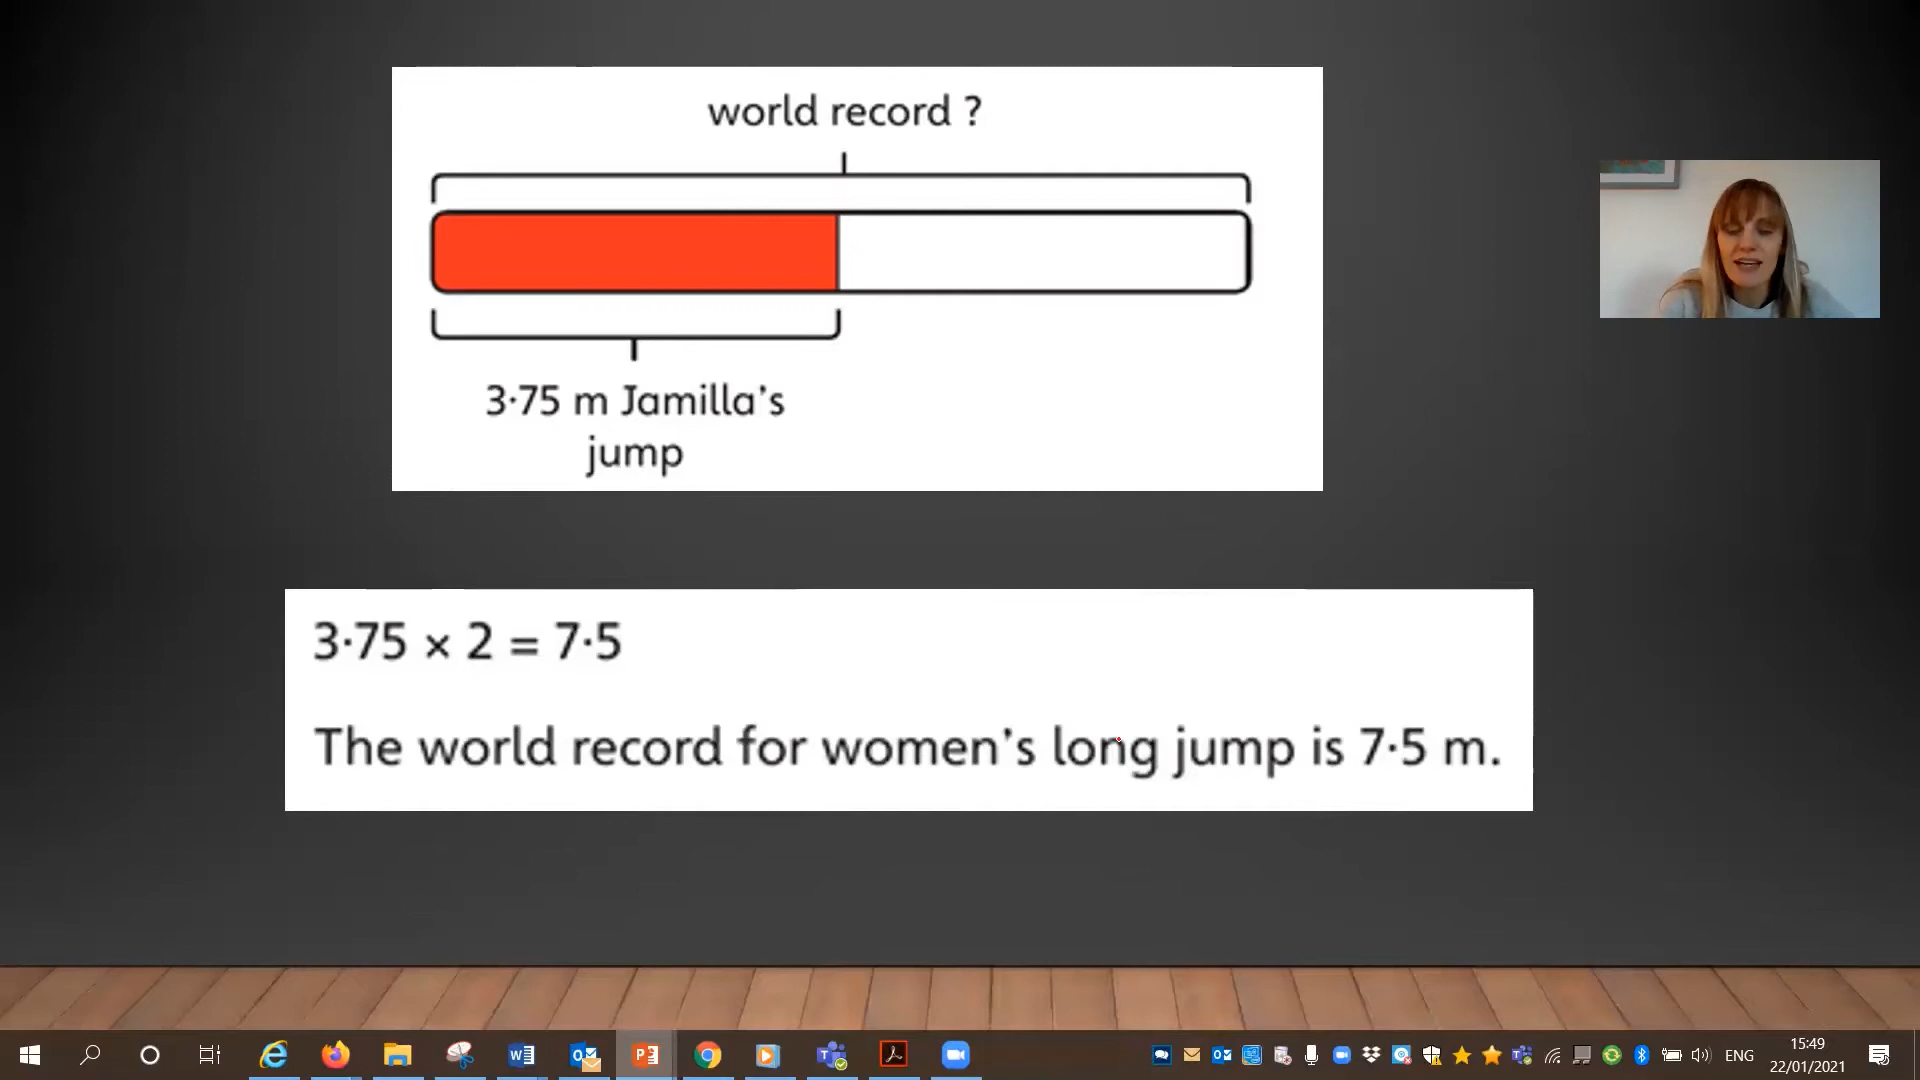 world record ?
3·75 m Jamilla's
jump
3·75 × 2 = 7·5
The world record for women's long jump is 7·5 m.
ENG
15:49
22/01/2021